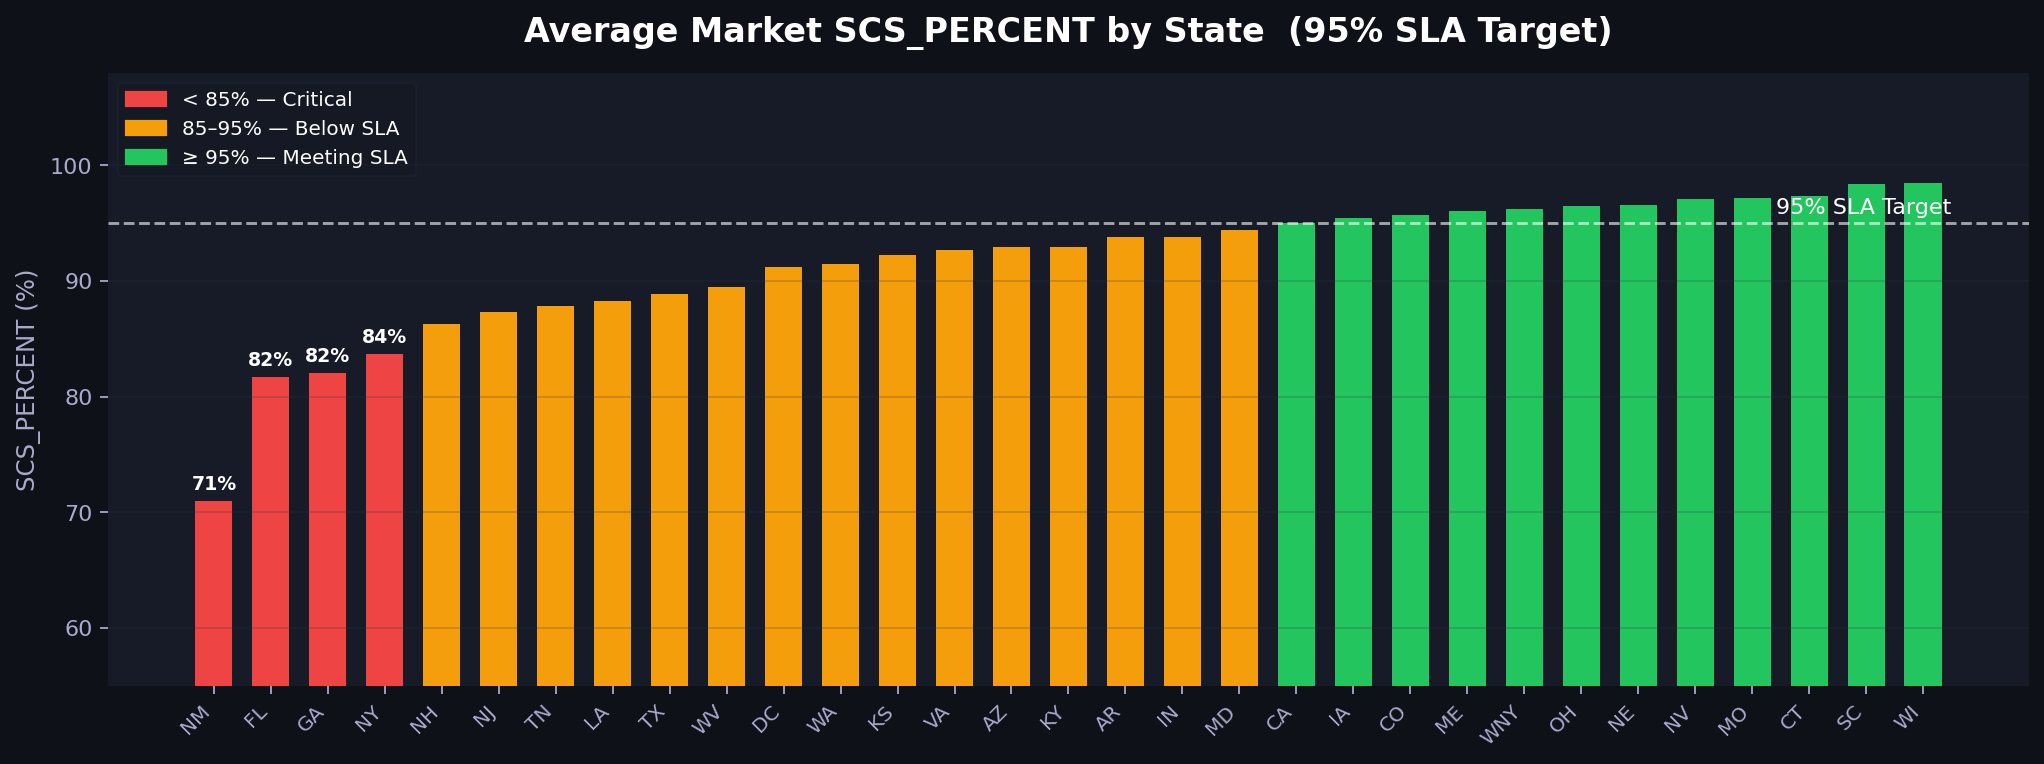 Average Market SCS_PERCENT by State  (95% SLA Target)
< 85% — Critical
85–95% — Below SLA
≥ 95% — Meeting SLA
95% SLA Target
SCS_PERCENT (%)
100
90
80
70
60
71%
82%
82%
84%
NM
FL
GA
NY
NH
NJ
TN
LA
TX
WV
DC
WA
KS
VA
AZ
KY
AR
IN
MD
CA
IA
CO
ME
WNY
OH
NE
NV
MO
CT
SC
WI